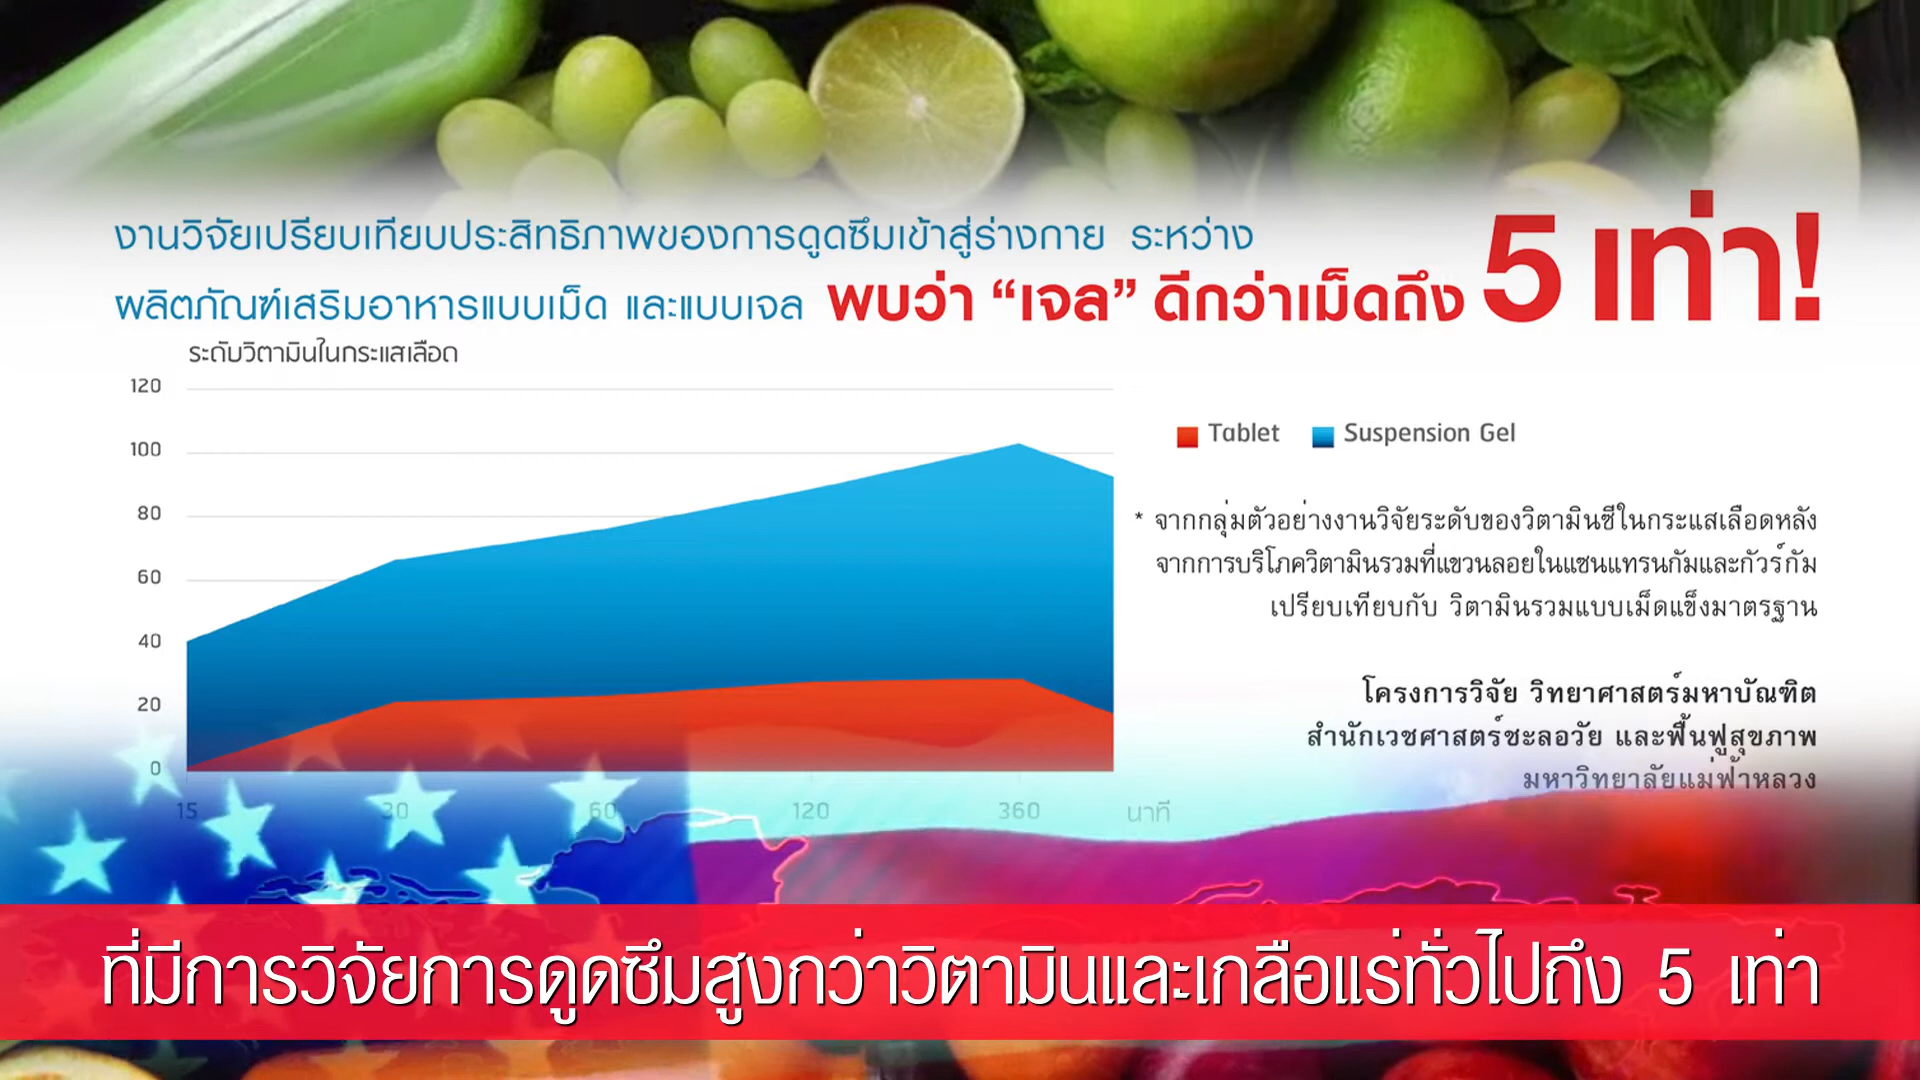 งานวิจัยเปรียบเทียบประสิทธิภาพของการดูดซึมเข้าสู่ร่างกาย ระหว่าง
ผลิตภัณฑ์เสริมอาหารแบบเม็ด และแบบเจล พบว่า “เจล” ดีกว่าเม็ดถึง 5 เท่า!
ระดับวิตามินในกระแสเลือด
120
100
80
60
40
20
0
15 30 60 120 360 นาที
Tablet Suspension Gel
* จากกลุ่มตัวอย่างงานวิจัยระดับของวิตามินซีในกระแสเลือดหลัง
จากการบริโภควิตามินรวมที่แขวนลอยในแซนแทรนกัมและกัวร์กัม
เปรียบเทียบกับ วิตามินรวมแบบเม็ดแข็งมาตรฐาน
โครงการวิจัย วิทยาศาสตร์มหาบัณฑิต
สำนักเวชศาสตร์ชะลอวัย และฟื้นฟูสุขภาพ
มหาวิทยาลัยแม่ฟ้าหลวง
ที่มีการวิจัยการดูดซึมสูงกว่าวิตามินและเกลือแร่ทั่วไปถึง 5 เท่า